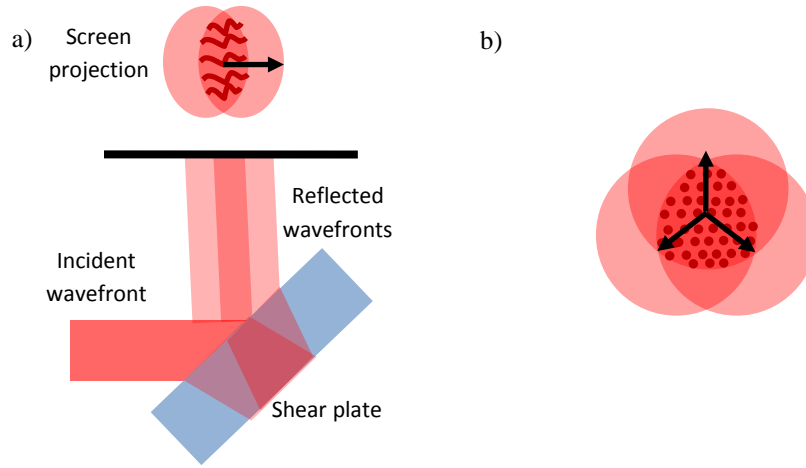 a)
Screen
projection
Reflected
wavefronts
Incident
wavefront
Shear plate
b)